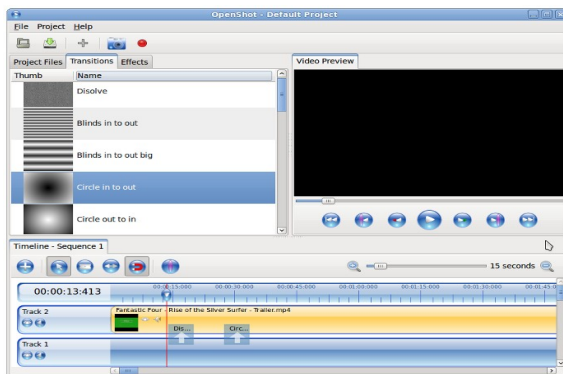 OpenShot - Default Project
File Project Help
Project Files Transitions Effects
Video Preview
Thumb Name
Disolve
Blinds in to out
Blinds in to out big
Circle in to out
Circle out to in
Timeline - Sequence 1
15 seconds
00:00:13:413
00:00:15:000 00:00:30:000 00:00:45:000 00:01:00:000 00:01:15:000 00:01:30:000 00:01:45:0
Track 2
Fantastic Four - Rise of the Silver Surfer - Trailer.mp4
Dis... Circ...
Track 1